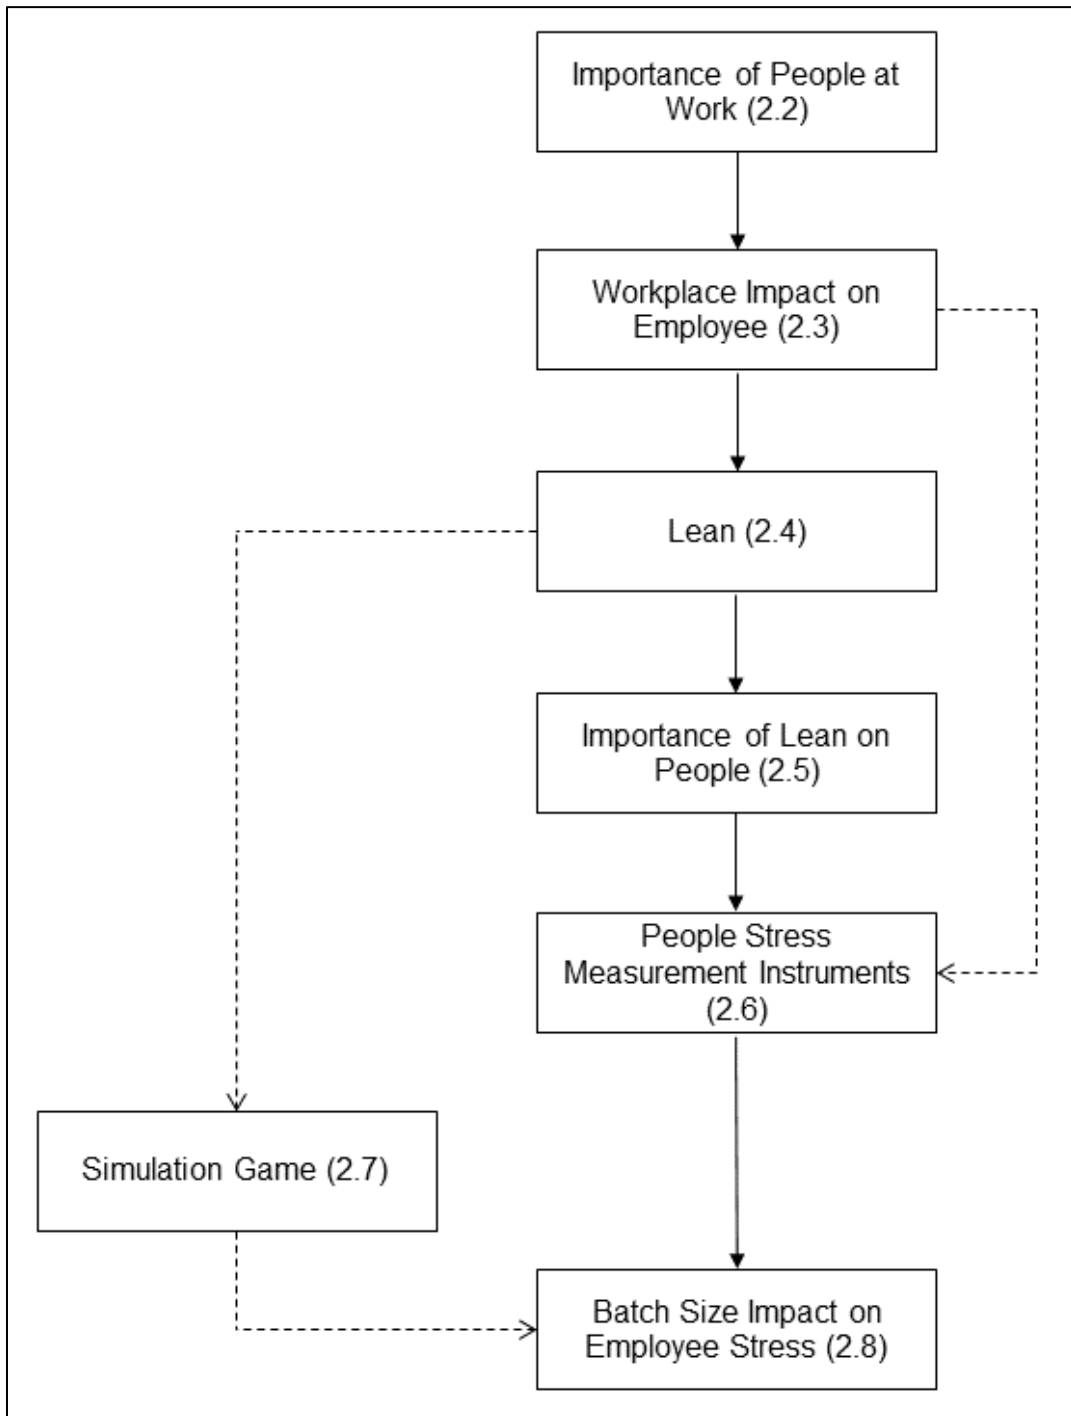 Importance of People at
Work (2.2)
Workplace Impact on
Employee (2.3)
Lean (2.4)
Importance of Lean on
People (2.5)
People Stress
Measurement Instruments
(2.6)
Simulation Game (2.7)
Batch Size Impact on
Employee Stress (2.8)